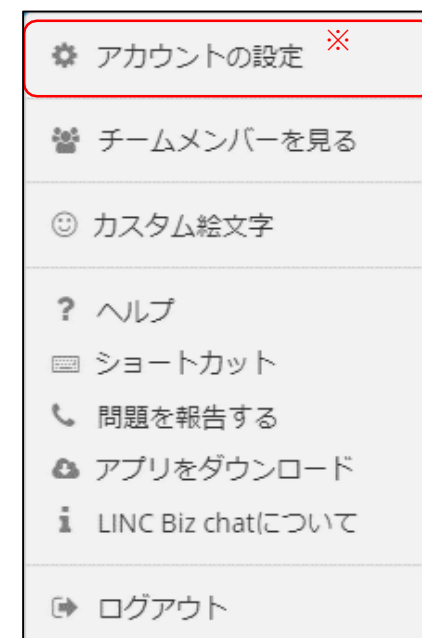 アカウントの設定 ※
チームメンバーを見る
カスタム絵文字
? ヘルプ
ショートカット
問題を報告する
アプリをダウンロード
i LINC Biz chatについて
ログアウト